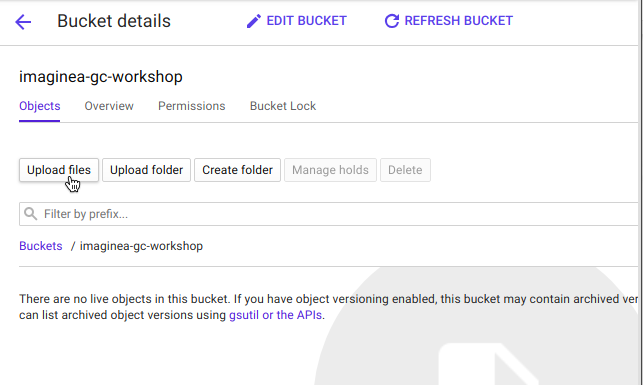 Bucket details EDIT BUCKET REFRESH BUCKET
imaginea-gc-workshop
Objects Overview Permissions Bucket Lock
Upload files Upload folder Create folder Manage holds Delete
Filter by prefix...
Buckets / imaginea-gc-workshop
There are no live objects in this bucket. If you have object versioning enabled, this bucket may contain archived
can list archived object versions using gsutil or the APIs.